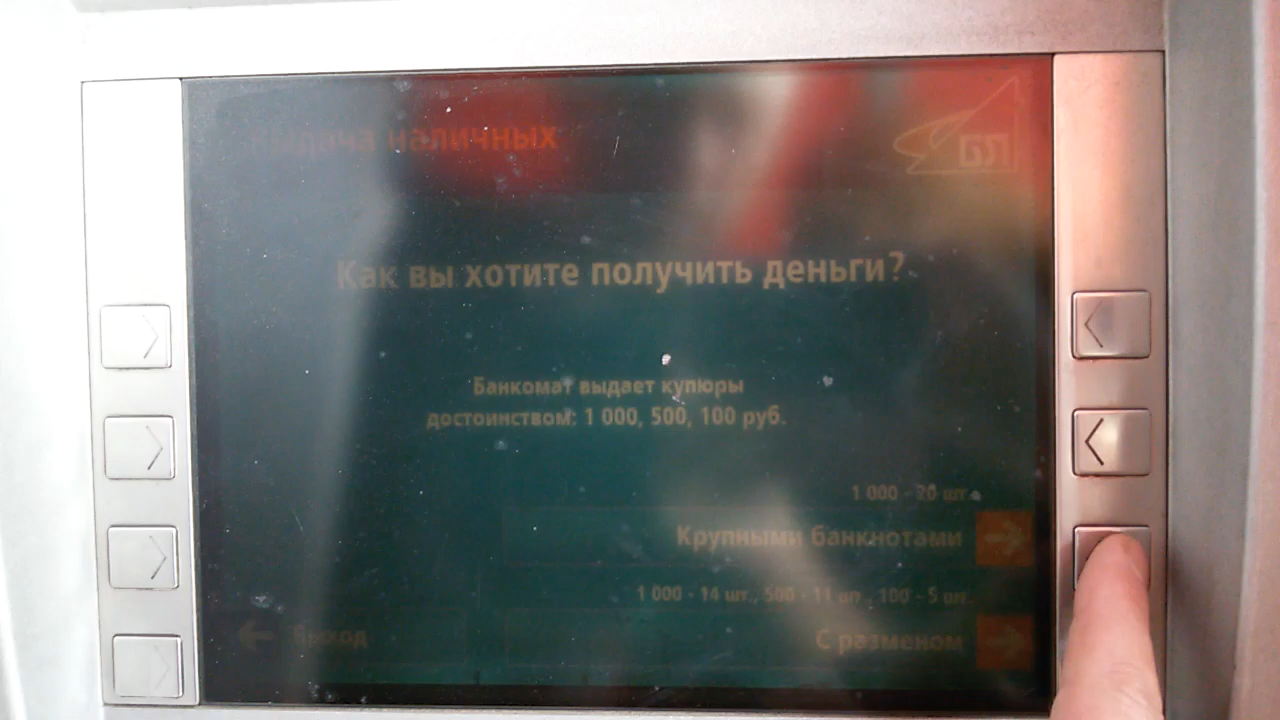 Выдача наличных
БЛ
Как вы хотите получить деньги?
Банкомат выдает купюры
достоинством: 1 000, 500, 100 руб.
1 000 - 20 шт.
Крупными банкнотами
1 000 - 14 шт., 500 - 11 шт., 100 - 5 шт.
Выход
С разменом